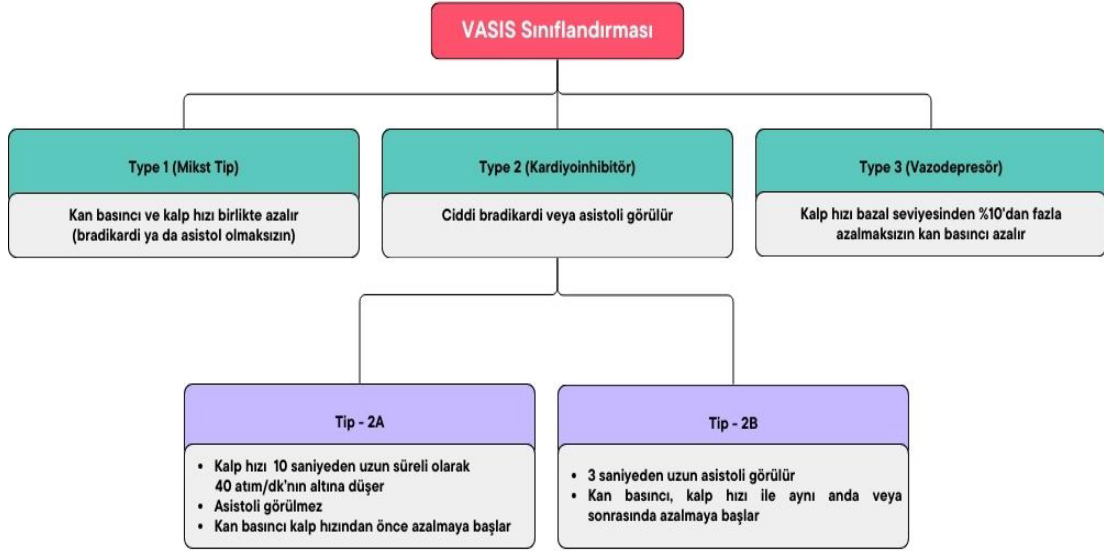 VASIS Sınıflandırması
Type 1 (Mikst Tip)
Kan basıncı ve kalp hızı birlikte azalır
(bradikardi ya da asistol olmaksızın)
Type 2 (Kardiyoinhibitör)
Ciddi bradikardi veya asistoli görülür
Type 3 (Vazodepresör)
Kalp hızı bazal seviyesinden %10'dan fazla
azalmaksızın kan basıncı azalır
Tip - 2A
• Kalp hızı 10 saniyeden uzun süreli olarak
40 atım/dk'nın altına düşer
• Asistoli görülmez
• Kan basıncı kalp hızından önce azalmaya başlar
Tip - 2B
• 3 saniyeden uzun asistoli görülür
• Kan basıncı, kalp hızı ile aynı anda veya
sonrasında azalmaya başlar